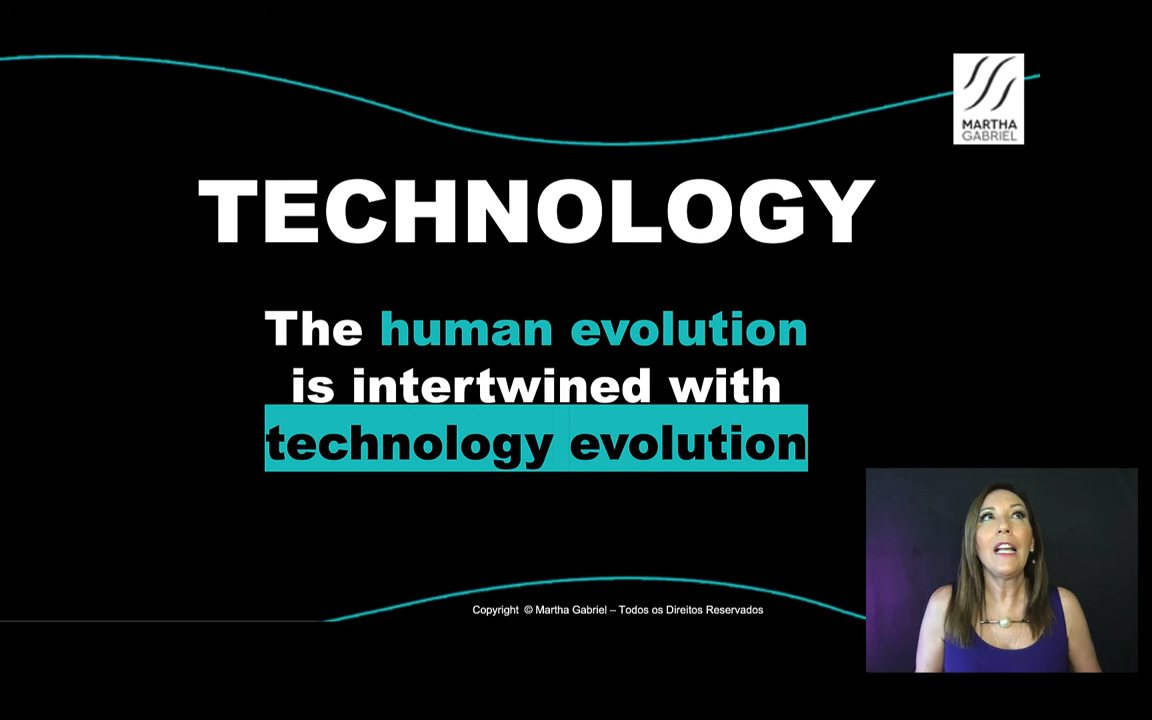 MARTHA
GABRIEL
TECHNOLOGY
The human evolution
is intertwined with
technology evolution
Copyright © Martha Gabriel – Todos os Direitos Reservados